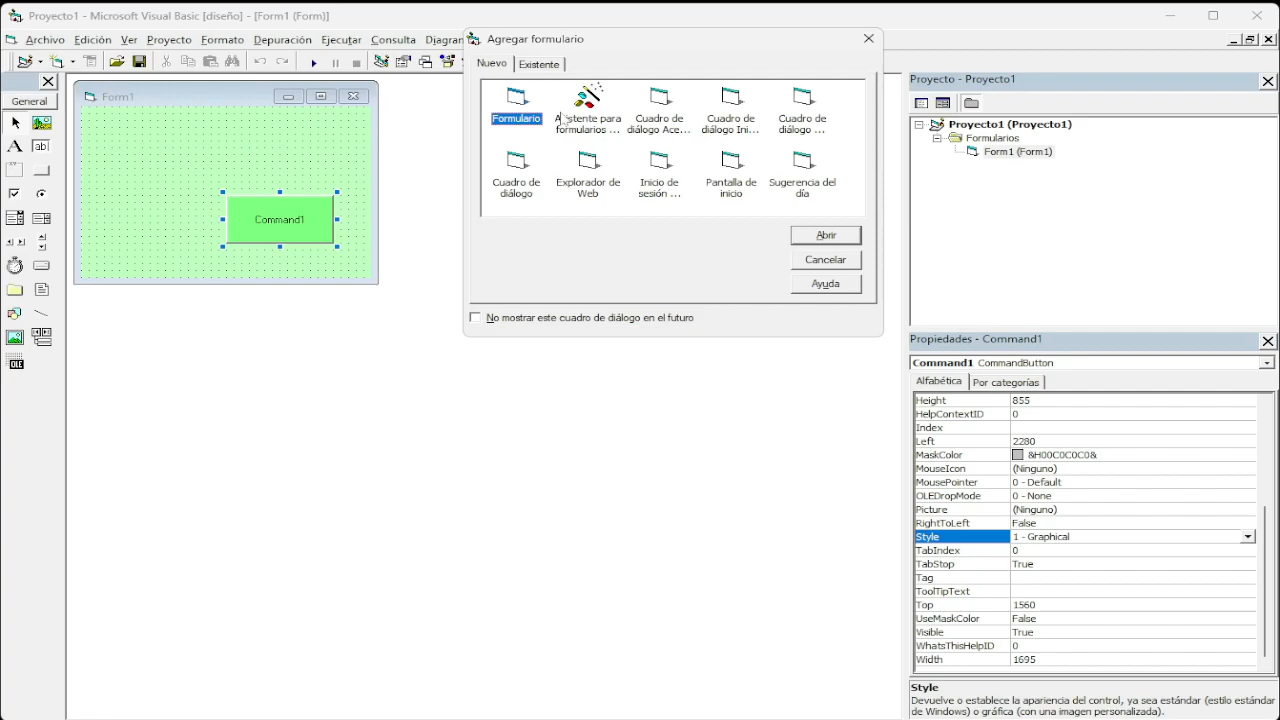 Proyecto1 - Microsoft Visual Basic [diseño] - [Form1 (Form)]
Archivo Edición Ver Proyecto Formato Depuración Ejecutar Consulta Diagram
Agregar formulario
Nuevo Existente
Formulario
Asistente para
formularios ...
Cuadro de
diálogo Ace...
Cuadro de
diálogo Ini...
Cuadro de
diálogo ...
Cuadro de
diálogo
Explorador de
Web
Inicio de
sesión ...
Pantalla de
inicio
Sugerencia del
día
Abrir
Cancelar
Ayuda
No mostrar este cuadro de diálogo en el futuro
General
A
ab|
OLE
Form1
Command1
Proyecto - Proyecto1
Proyecto1 (Proyecto1)
Formularios
Form1 (Form1)
Propiedades - Command1
Command1 CommandButton
Alfabética Por categorías
Height 855
HelpContextID 0
Index
Left 2280
MaskColor &H00C0C0C0&
MouseIcon (Ninguno)
MousePointer 0 - Default
OLEDropMode 0 - None
Picture (Ninguno)
RightToLeft False
Style 1 - Graphical
TabIndex 0
TabStop True
Tag
ToolTipText
Top 1560
UseMaskColor False
Visible True
WhatsThisHelpID 0
Width 1695
Style
Devuelve o establece la apariencia del control, ya sea estándar (estilo estándar
de Windows) o gráfica (con una imagen personalizada).